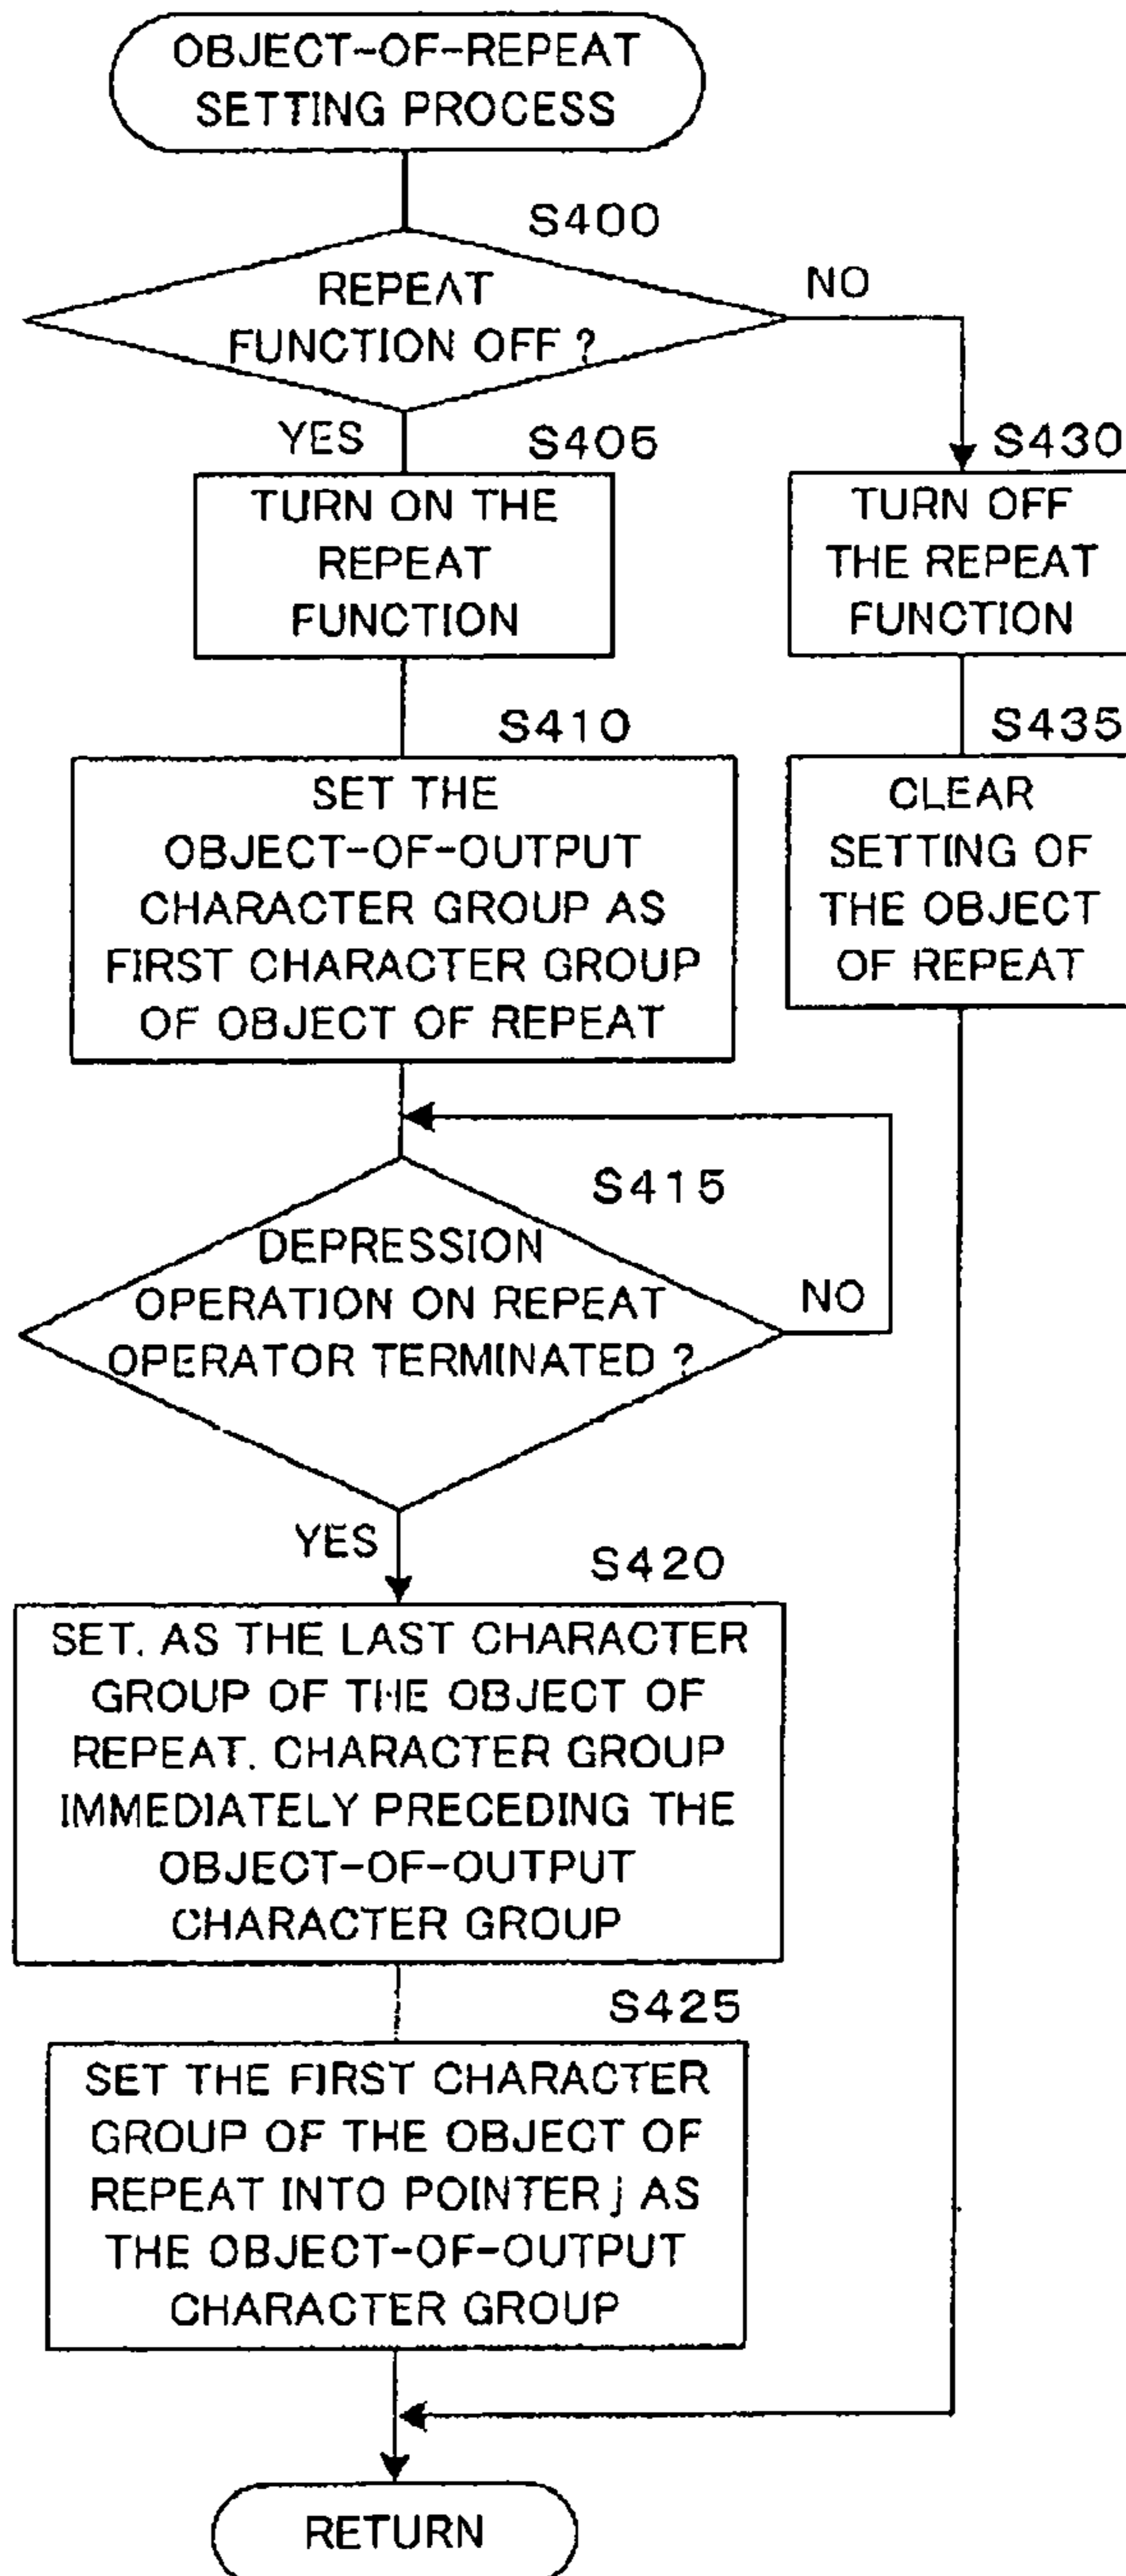 OBJECT-OF-REPEAT
SETTING PROCESS
S400
REPEAT
FUNCTION OFF ?
NO
YES
S405
TURN ON THE
REPEAT
FUNCTION
S430
TURN OFF
THE REPEAT
FUNCTION
S410
SET THE
OBJECT-OF-OUTPUT
CHARACTER GROUP AS
FIRST CHARACTER GROUP
OF OBJECT OF REPEAT
S435
CLEAR
SETTING OF
THE OBJECT
OF REPEAT
S415
DEPRESSION
OPERATION ON REPEAT
OPERATOR TERMINATED ?
NO
YES
S420
SET, AS THE LAST CHARACTER
GROUP OF THE OBJECT OF
REPEAT, CHARACTER GROUP
IMMEDIATELY PRECEDING THE
OBJECT-OF-OUTPUT
CHARACTER GROUP
S425
SET THE FIRST CHARACTER
GROUP OF THE OBJECT OF
REPEAT INTO POINTER j AS
THE OBJECT-OF-OUTPUT
CHARACTER GROUP
RETURN